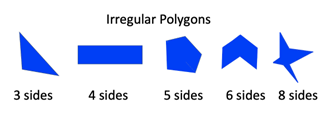 Irregular Polygons
3 sides 4 sides 5 sides 6 sides 8 sides